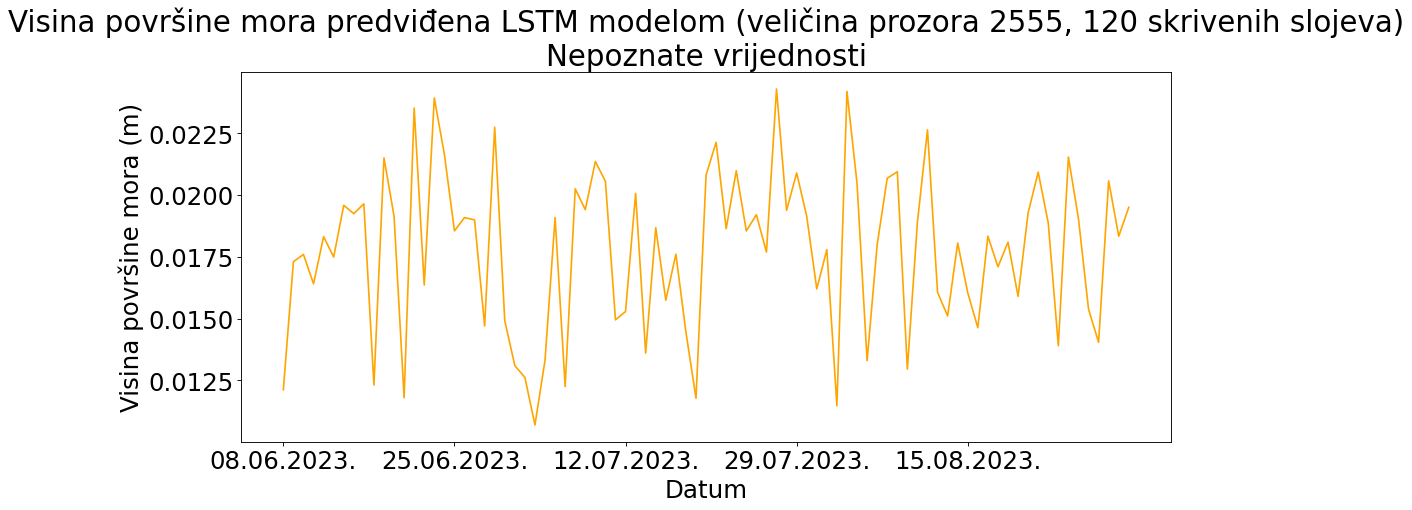 Visina površine mora predviđena LSTM modelom (veličina prozora 2555, 120 skrivenih slojeva)
Nepoznate vrijednosti
Visina površine mora (m)
0.0225
0.0200
0.0175
0.0150
0.0125
08.06.2023. 25.06.2023. 12.07.2023. 29.07.2023. 15.08.2023.
Datum